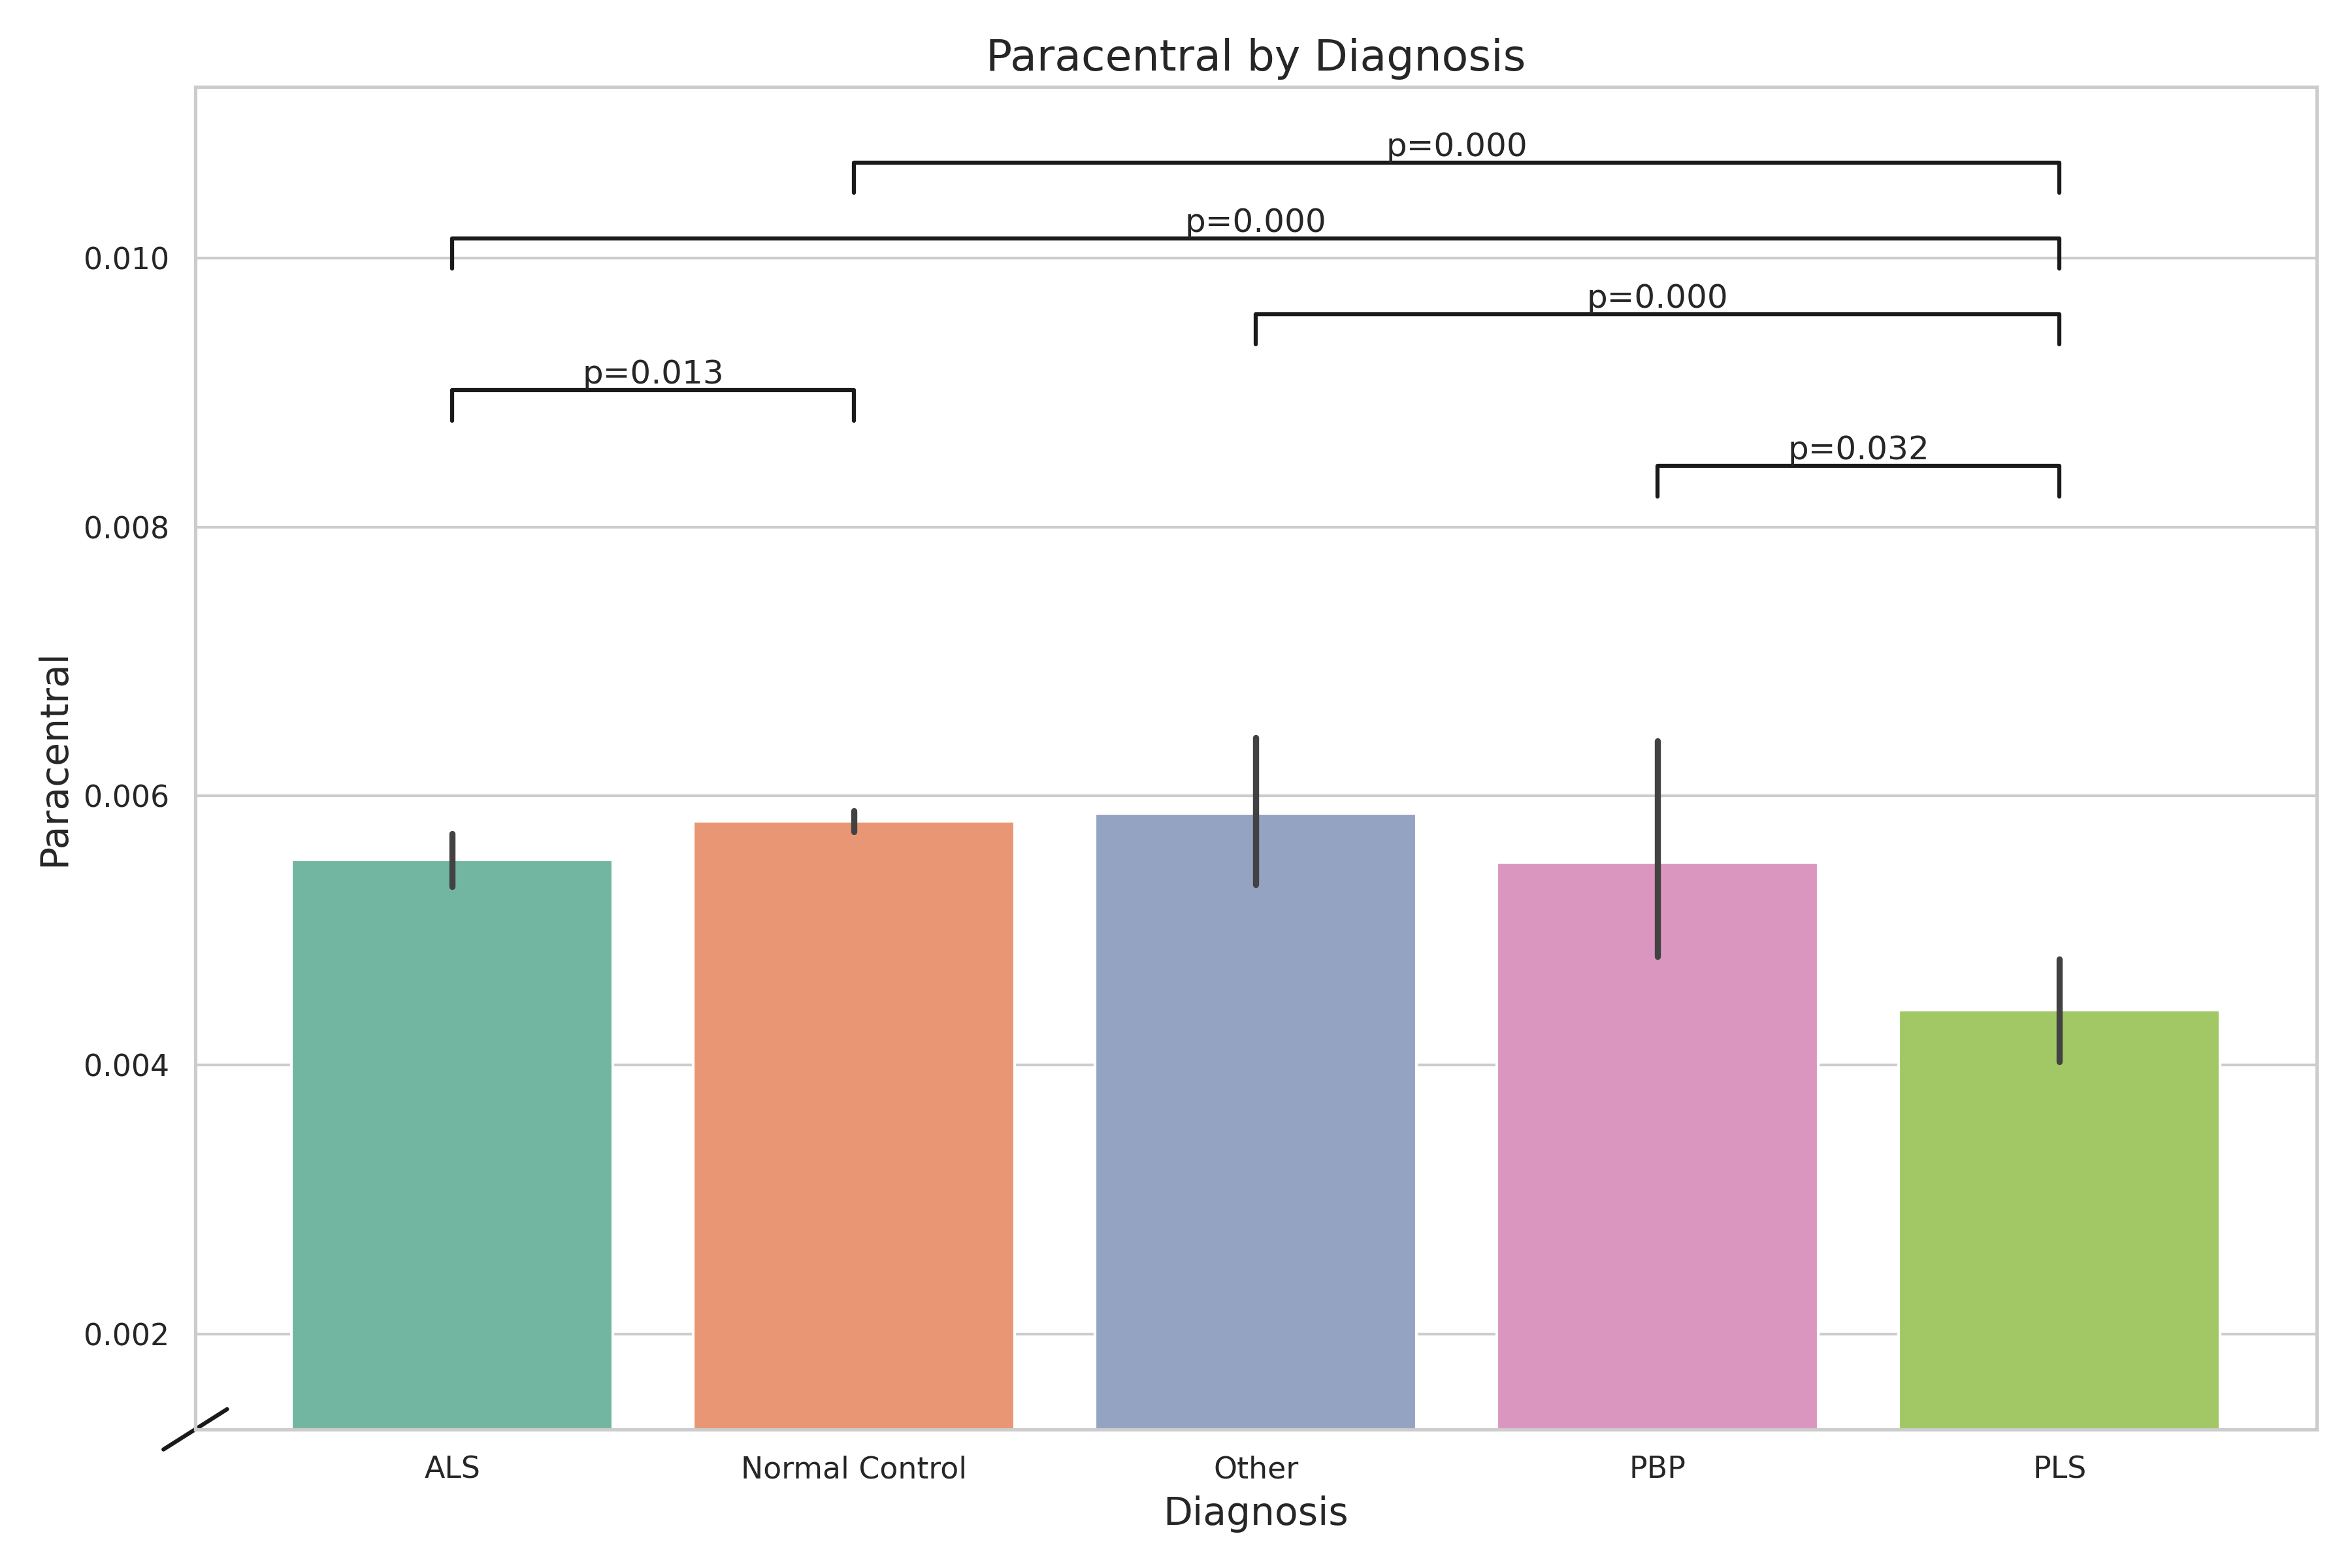 Paracentral by Diagnosis
p=0.000
p=0.000
p=0.000
p=0.013
p=0.032
Paracentral
0.010
0.008
0.006
0.004
0.002
ALS
Normal Control
Other
PBP
PLS
Diagnosis